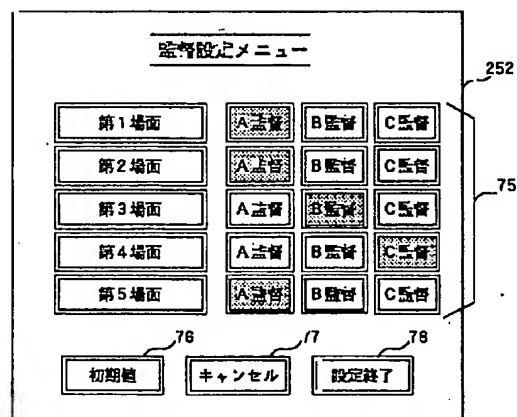 監督設定メニュー
252
第1場面 A監督 B監督 C監督
第2場面 A監督 B監督 C監督
75
第3場面 A監督 B監督 C監督
第4場面 A監督 B監督 C監督
第5場面 A監督 B監督 C監督
76 77 78
初期値 キャンセル 設定終了